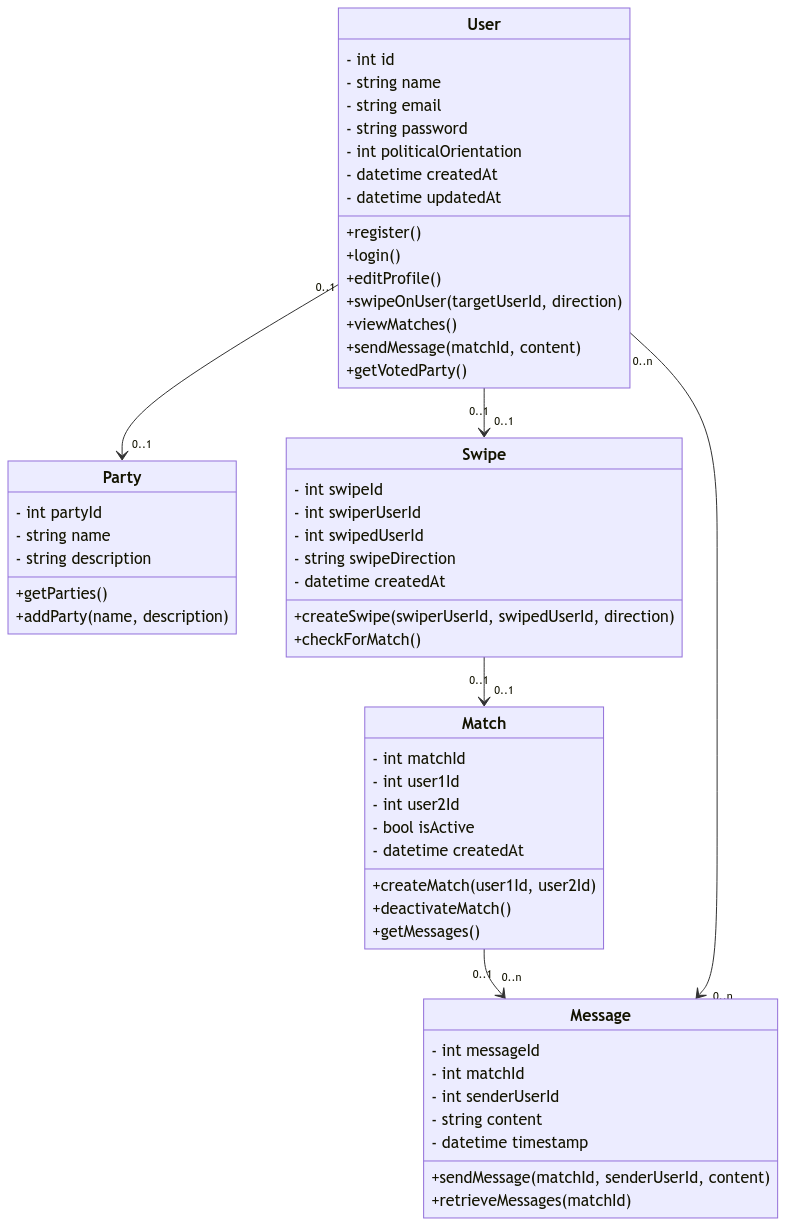 User
- int id
- string name
- string email
- string password
- int politicalOrientation
- datetime createdAt
- datetime updatedAt
+register()
+login()
+editProfile()
+swipeOnUser(targetUserId, direction)
+viewMatches()
+sendMessage(matchId, content)
+getVotedParty()
0..1
0..n
0..1
0..1
0..1
Party
- int partyId
- string name
- string description
+getParties()
+addParty(name, description)
Swipe
- int swipeId
- int swiperUserId
- int swipedUserId
- string swipeDirection
- datetime createdAt
+createSwipe(swiperUserId, swipedUserId, direction)
+checkForMatch()
0..1
0..1
Match
- int matchId
- int user1Id
- int user2Id
- bool isActive
- datetime createdAt
+createMatch(user1Id, user2Id)
+deactivateMatch()
+getMessages()
0..1
0..n
0..n
Message
- int messageId
- int matchId
- int senderUserId
- string content
- datetime timestamp
+sendMessage(matchId, senderUserId, content)
+retrieveMessages(matchId)